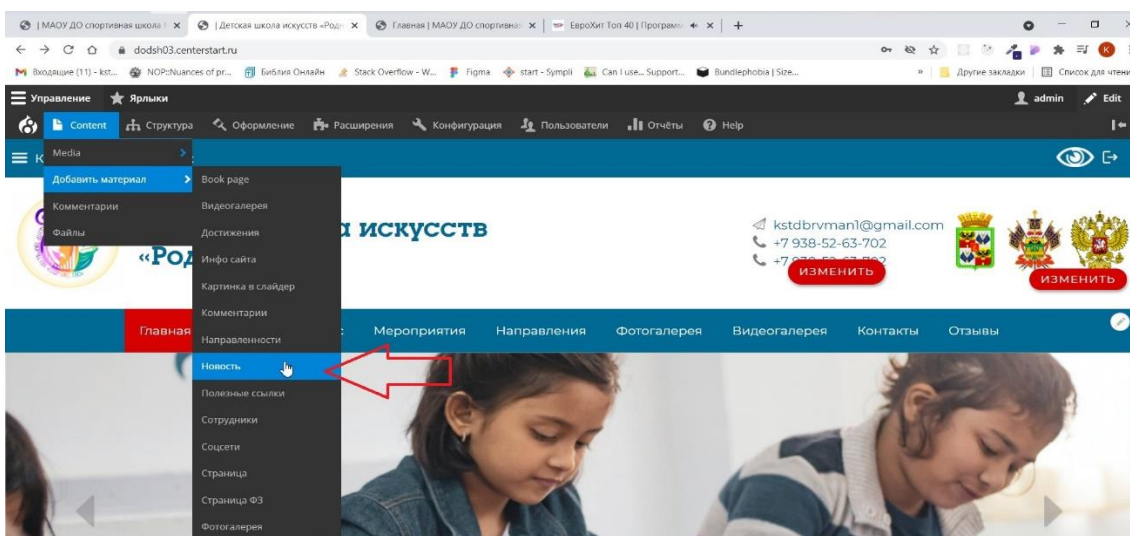 | МАОУ ДО спортивная школа
| Детская школа искусств «Родн
Главная | МАОУ ДО спортивна
ЕвроХит Топ 40 | Програми
dodsh03.centerstart.ru
Входящие (11) - kst...
NOP::Nuances of pr...
Библия Онлайн
Stack Overflow - W...
Figma
start - Sympli
Can I use... Support...
Bundlephobia | Size...
Другие закладки
Список для чтени
Управление
Ярлыки
admin
Edit
Content
Структура
Оформление
Расширения
Конфигурация
Пользователи
Отчёты
Help
Media
Добавить материал
Комментарии
Файлы
Book page
Видеогалерея
Достижения
Инфо сайта
Картинка в слайдер
Комментарии
Направленности
Новость
Полезные ссылки
Сотрудники
Соцсети
Страница
Страница ФЗ
Фотогалерея
искусств
«Род
kstdbrvman1@gmail.com
+7 938-52-63-702
ИЗМЕНИТЬ
ИЗМЕНИТЬ
Главная
Мероприятия
Направления
Фотогалерея
Видеогалерея
Контакты
Отзывы